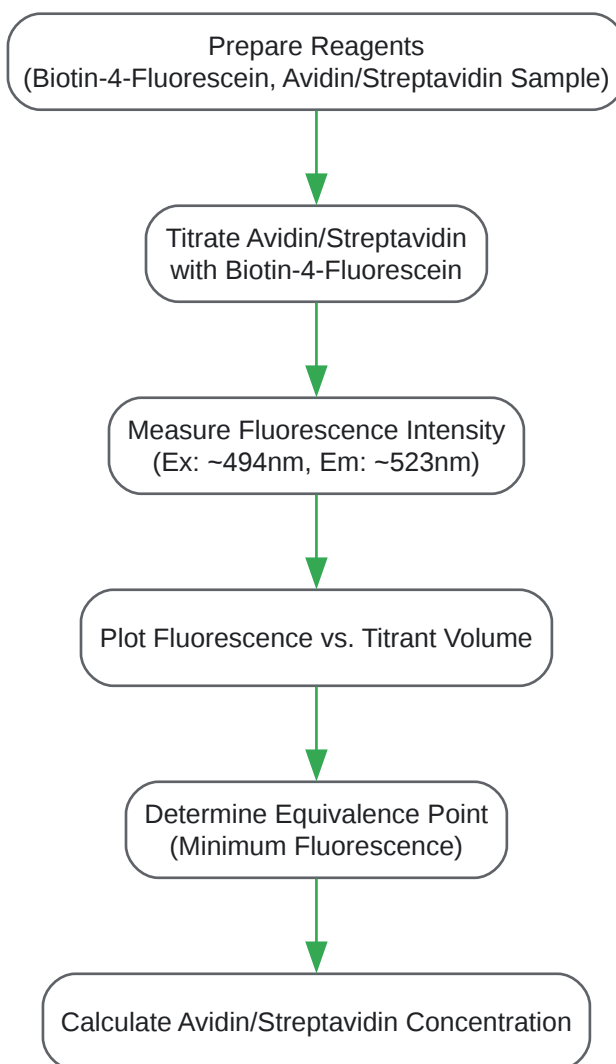 Prepare Reagents
(Biotin-4-Fluorescein, Avidin/Streptavidin Sample)
Titrate Avidin/Streptavidin
with Biotin-4-Fluorescein
Measure Fluorescence Intensity
(Ex: ~494nm, Em: ~523nm)
Plot Fluorescence vs. Titrant Volume
Determine Equivalence Point
(Minimum Fluorescence)
Calculate Avidin/Streptavidin Concentration